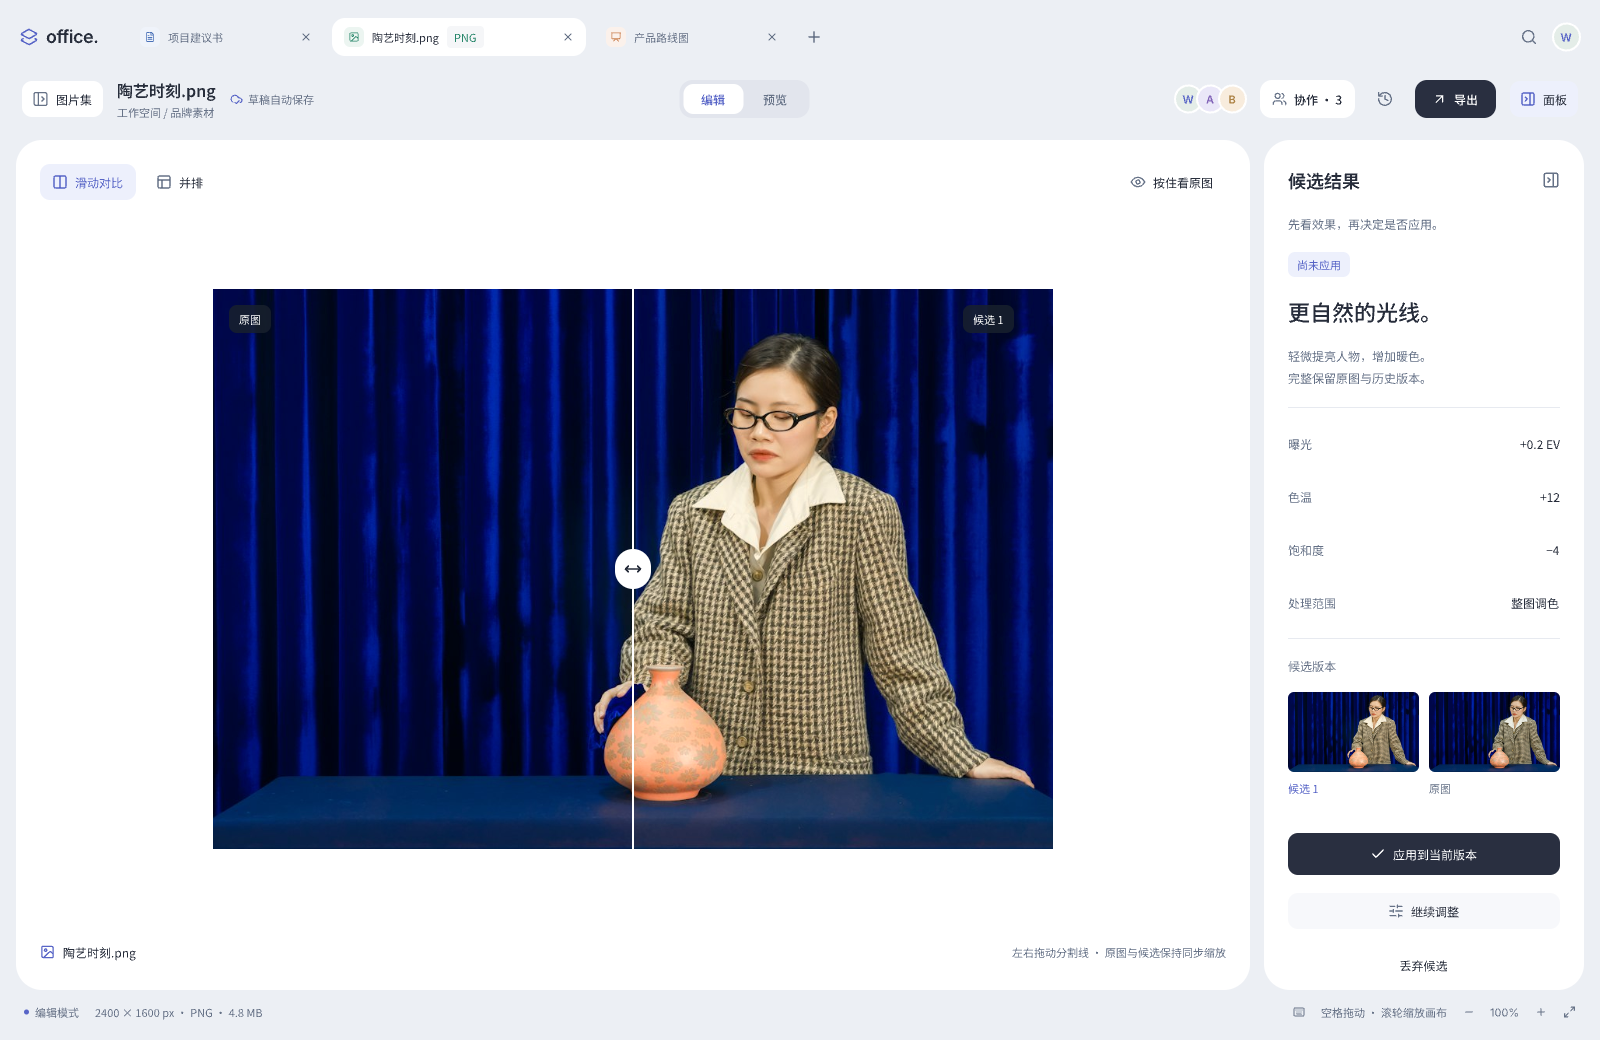 office.
项目建议书
陶艺时刻.png PNG
产品路线图
W
图片集
陶艺时刻.png
工作空间 / 品牌素材
草稿自动保存
编辑
预览
W A B
协作 · 3
导出
面板
滑动对比
并排
按住看原图
原图
候选 1
陶艺时刻.png
左右拖动分割线 · 原图与候选保持同步缩放
候选结果
先看效果，再决定是否应用。
尚未应用
更自然的光线。
轻微提亮人物，增加暖色。
完整保留原图与历史版本。
曝光 +0.2 EV
色温 +12
饱和度 −4
处理范围 整图调色
候选版本
候选 1
原图
应用到当前版本
继续调整
丢弃候选
编辑模式
2400 × 1600 px · PNG · 4.8 MB
空格拖动 · 滚轮缩放画布
100%